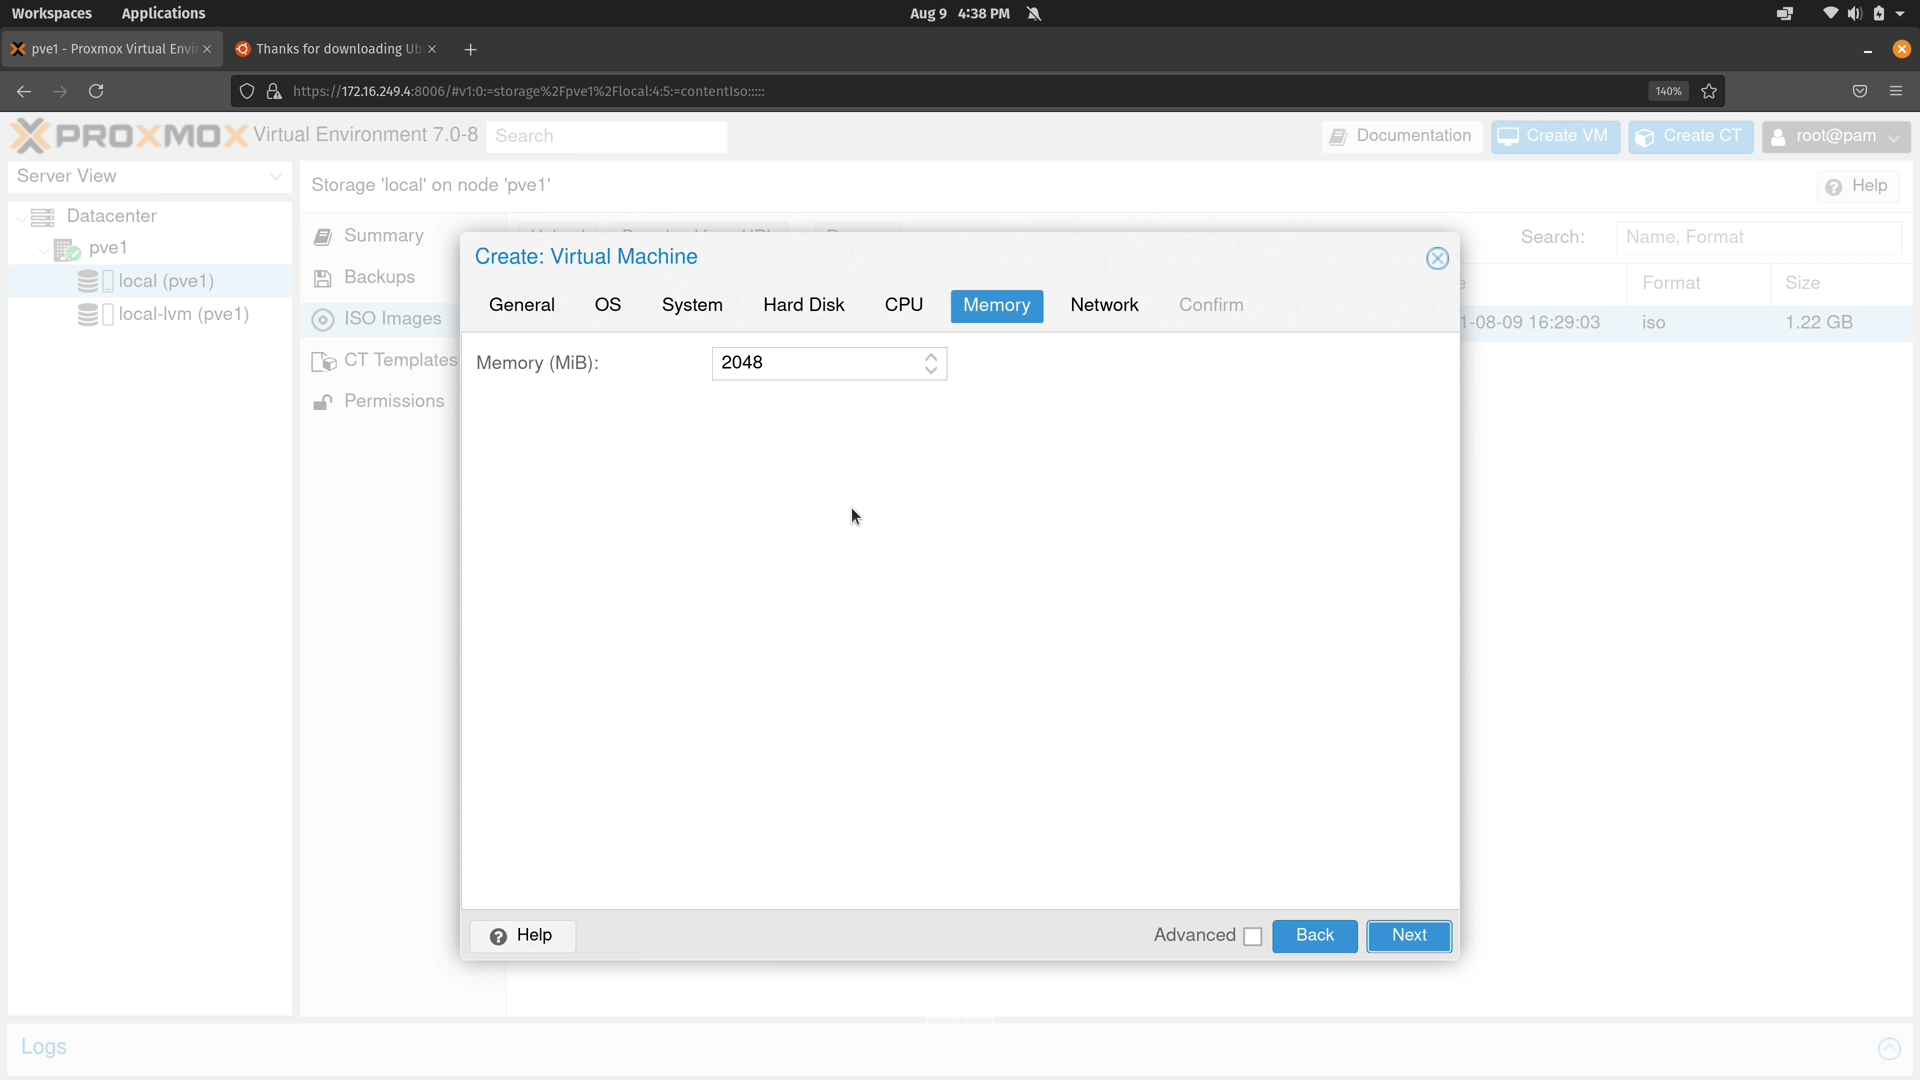 Workspaces Applications Aug 9 4:38 PM
pve1 - Proxmox Virtual Envir Thanks for downloading Ub
https://172.16.249.4:8006/#v1:0:=storage%2Fpve1%2Flocal:4:5:=contentIso::::: 140%
PROXMOX Virtual Environment 7.0-8 Search Documentation Create VM Create CT root@pam
Server View
Storage 'local' on node 'pve1' Help
Datacenter
pve1
local (pve1)
local-lvm (pve1)
Summary
Backups
ISO Images
CT Templates
Permissions
Search: Name, Format
Format Size
1-08-09 16:29:03 iso 1.22 GB
Create: Virtual Machine
General OS System Hard Disk CPU Memory Network Confirm
Memory (MiB): 2048
Help Advanced Back Next
Logs